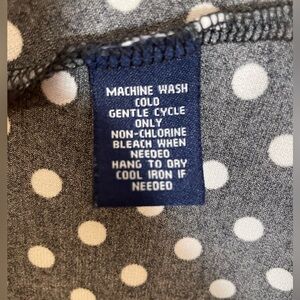 MACHINE WASH
COLD
GENTLE CYCLE
ONLY
NON-CHLORINE
BLEACH WHEN
NEEDED
HANG TO DRY
COOL IRON IF
NEEDED